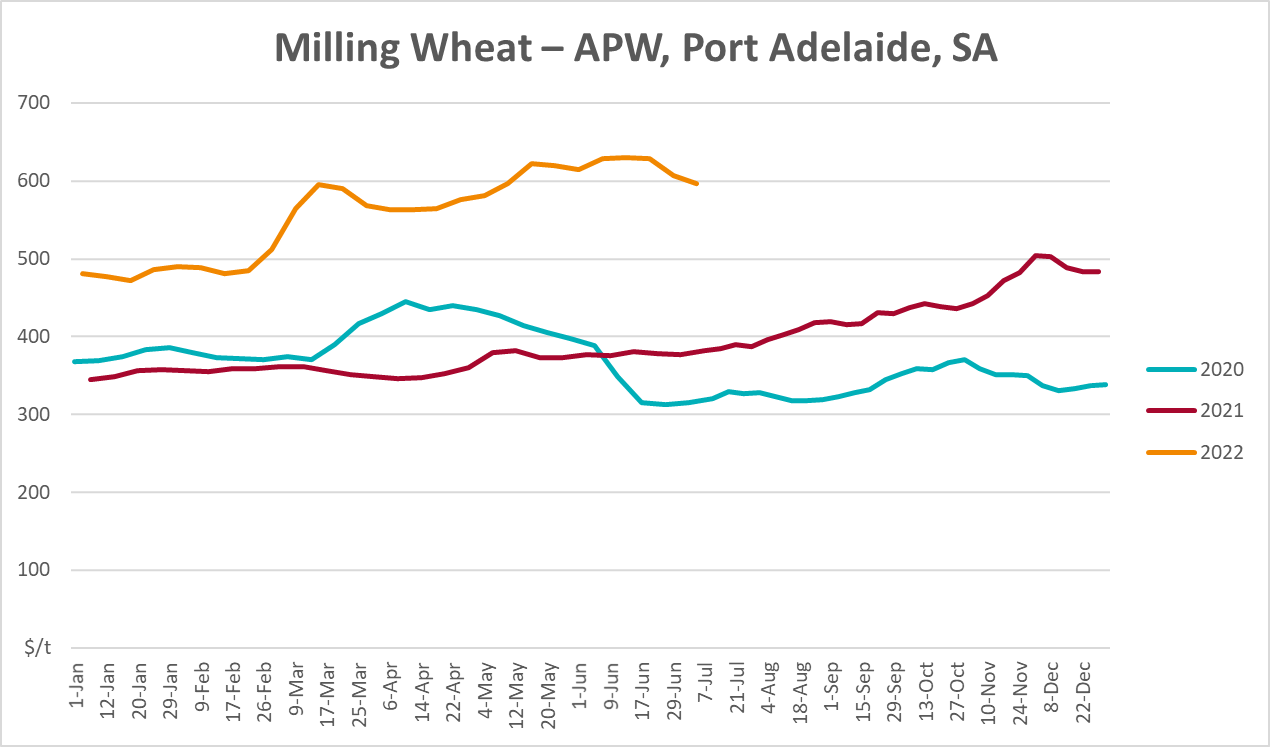 Milling Wheat – APW, Port Adelaide, SA
700
600
500
400
300
200
100
$/t
1-Jan
12-Jan
20-Jan
29-Jan
9-Feb
17-Feb
26-Feb
9-Mar
17-Mar
25-Mar
6-Apr
14-Apr
22-Apr
4-May
12-May
20-May
1-Jun
9-Jun
17-Jun
29-Jun
7-Jul
21-Jul
4-Aug
18-Aug
1-Sep
15-Sep
29-Sep
13-Oct
27-Oct
10-Nov
24-Nov
8-Dec
22-Dec
2020
2021
2022